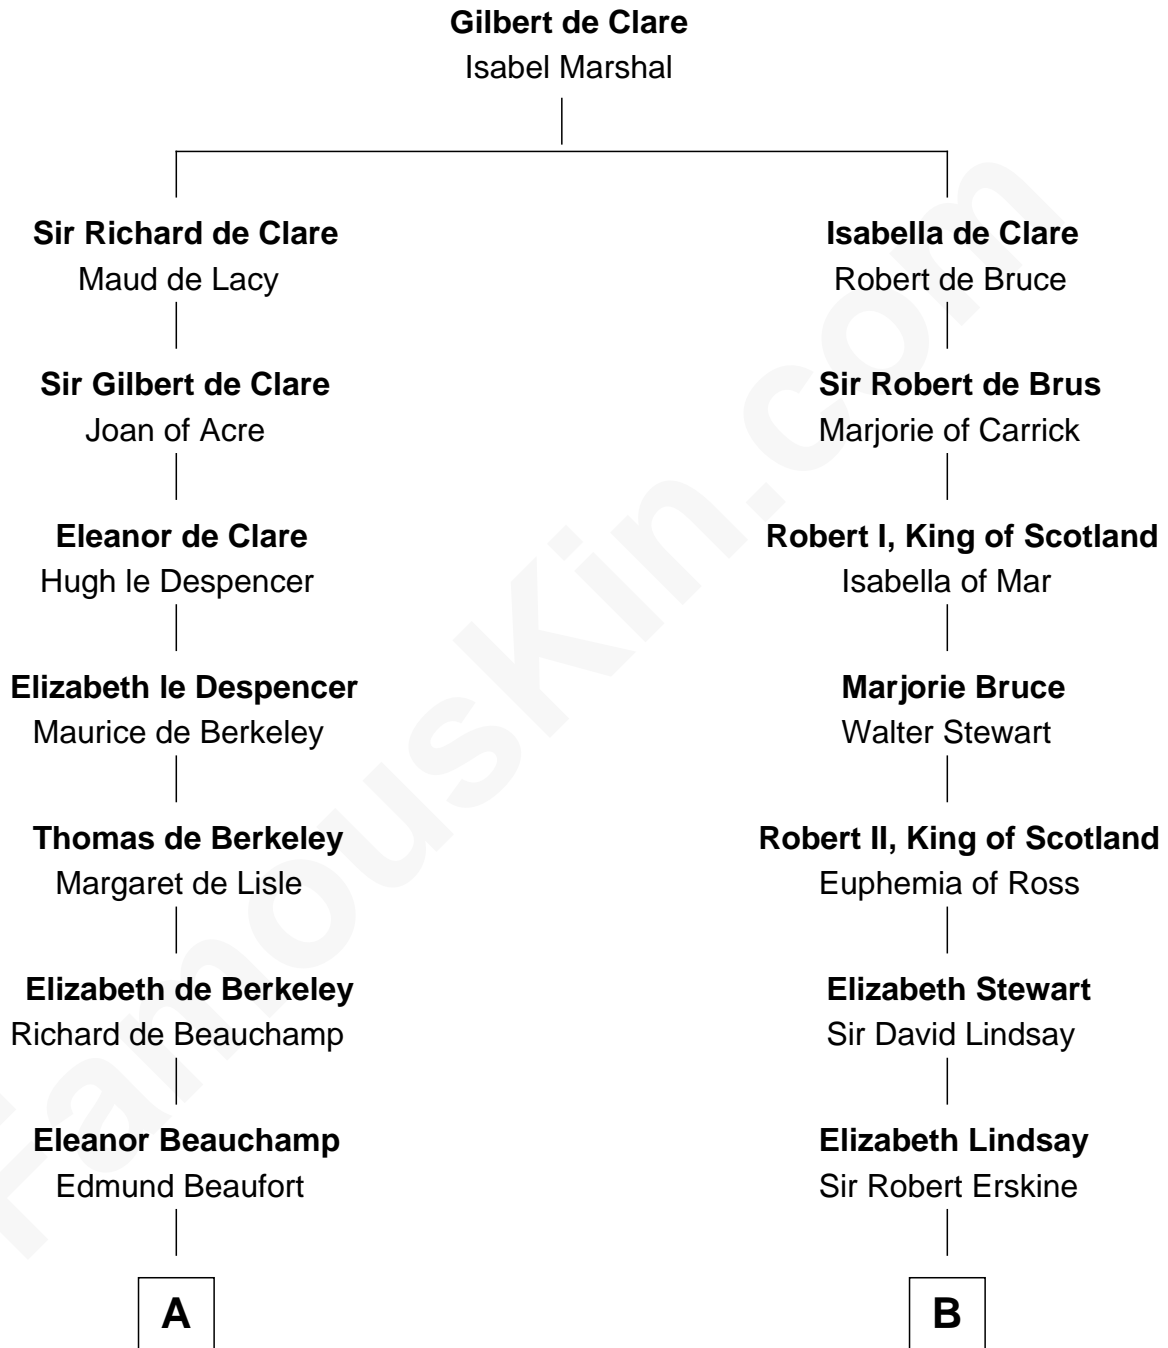 Gilbert de Clare
Isabel Marshal
Sir Richard de Clare
Maud de Lacy
Isabella de Clare
Robert de Bruce
Sir Gilbert de Clare
Joan of Acre
Sir Robert de Brus
Marjorie of Carrick
Eleanor de Clare
Hugh le Despencer
Robert I, King of Scotland
Isabella of Mar
Elizabeth le Despencer
Maurice de Berkeley
Marjorie Bruce
Walter Stewart
Thomas de Berkeley
Margaret de Lisle
Robert II, King of Scotland
Euphemia of Ross
Elizabeth de Berkeley
Richard de Beauchamp
Elizabeth Stewart
Sir David Lindsay
Eleanor Beauchamp
Edmund Beaufort
Elizabeth Lindsay
Sir Robert Erskine
A
B
FamousKin.com